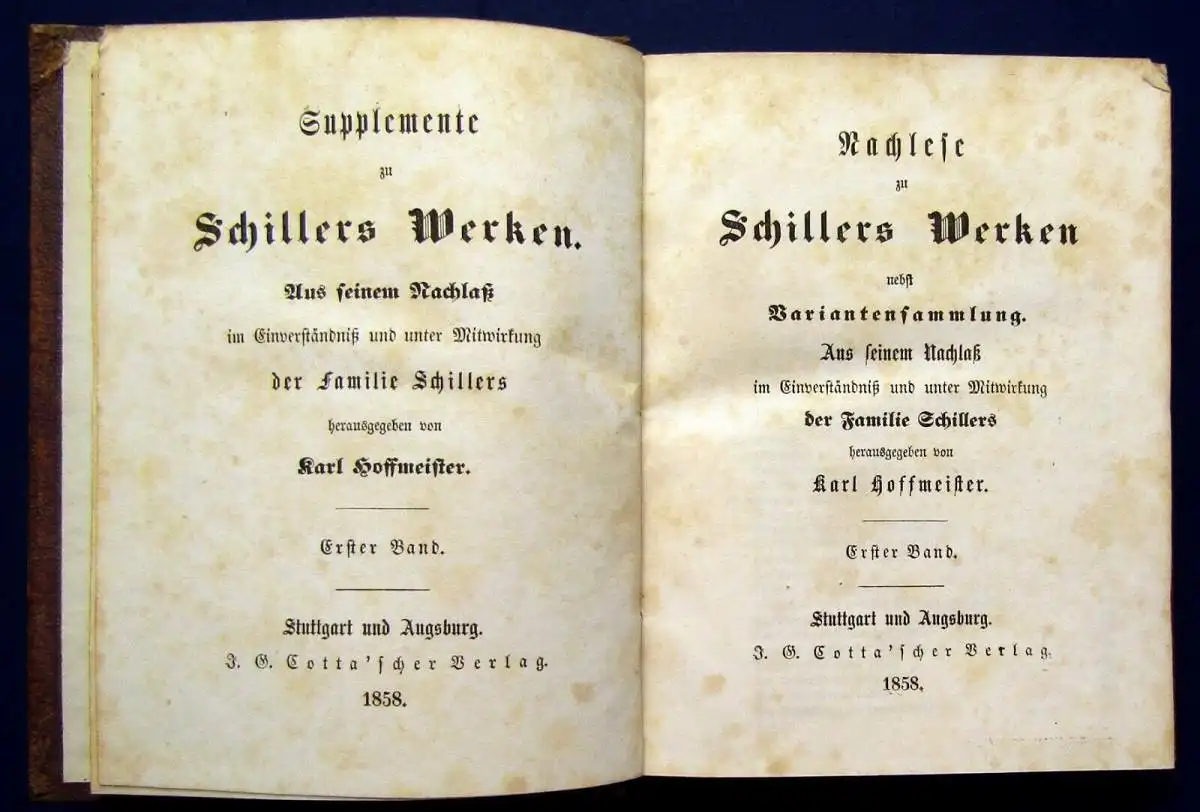 Supplemente
zu
Schillers Werken.
Aus seinem Nachlaß
im Einverständniß und unter Mitwirkung
der Familie Schillers
herausgegeben von
Karl Hoffmeister.
Erster Band.
Stuttgart und Augsburg.
J. G. Cotta'scher Verlag.
1858.
Nachlese
zu
Schillers Werken
nebst
Variantensammlung.
Aus seinem Nachlaß
im Einverständniß und unter Mitwirkung
der Familie Schillers
herausgegeben von
Karl Hoffmeister.
Erster Band.
Stuttgart und Augsburg.
J. G. Cotta'scher Verlag.
1858.